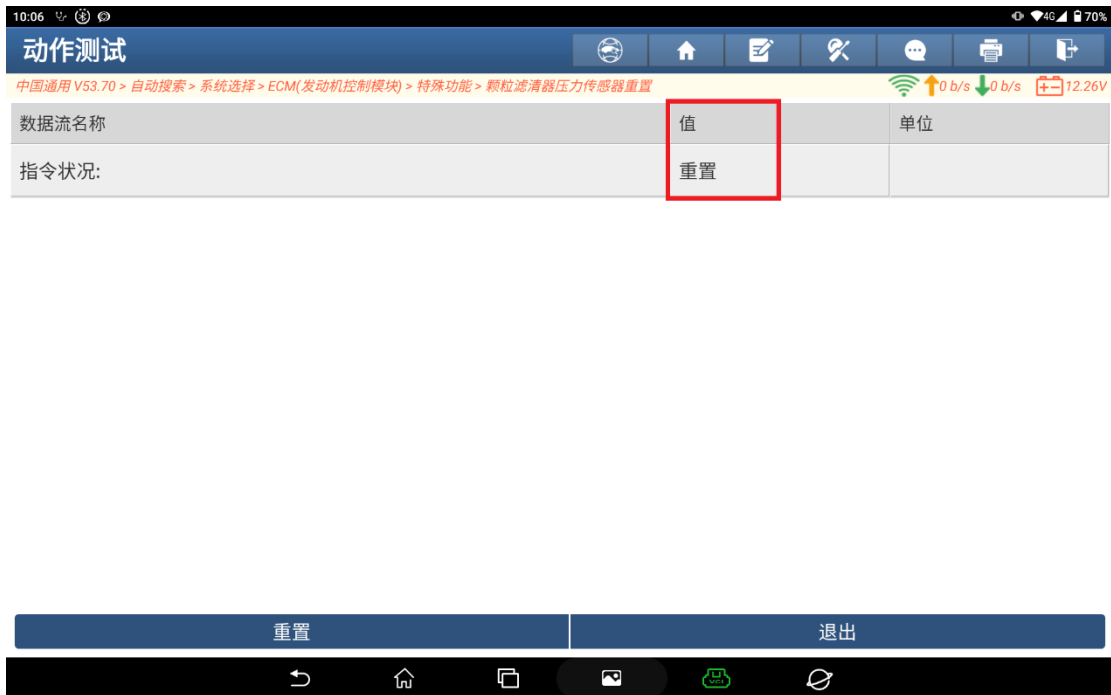 10:06 4G 70%
动作测试
中国通用 V53.70 > 自动搜索 > 系统选择 > ECM(发动机控制模块) > 特殊功能 > 颗粒滤清器压力传感器重置 0 b/s 0 b/s 12.26V
数据流名称 值 单位
指令状况: 重置
重置 退出
VCI